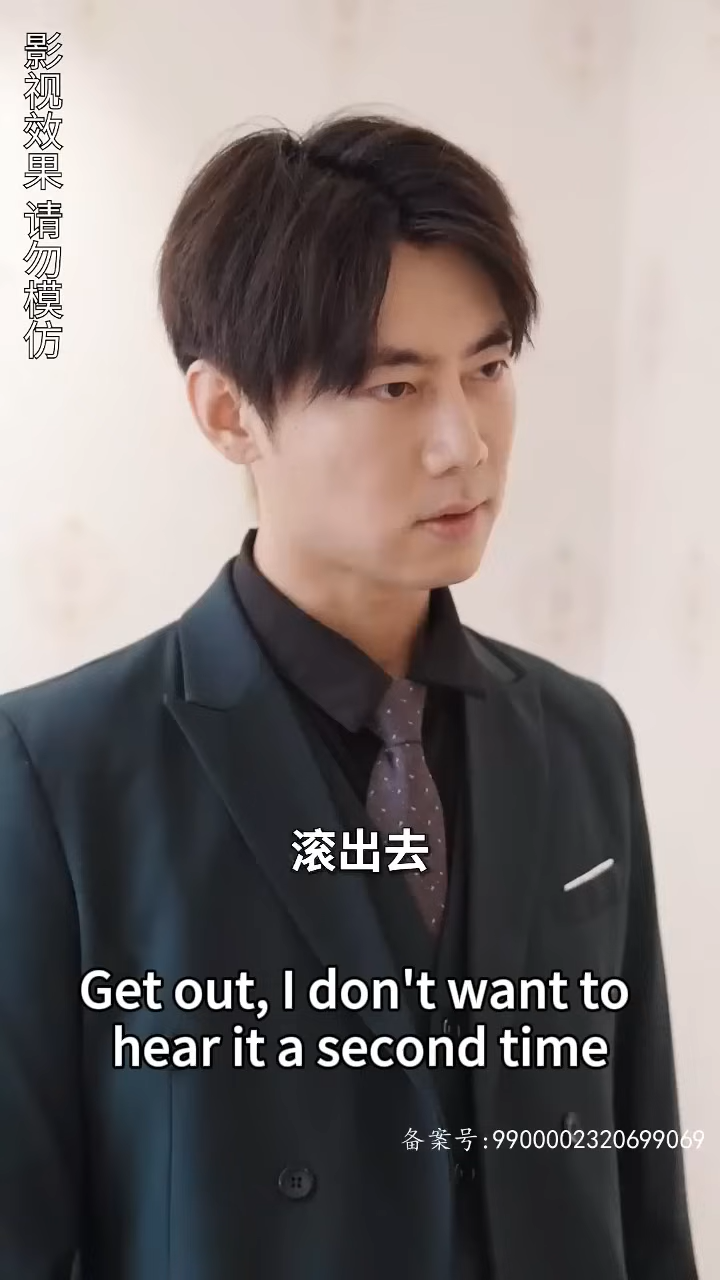 影视效果 请勿模仿
滚出去
Get out, I don't want to
hear it a second time
备案号:9900002320699069